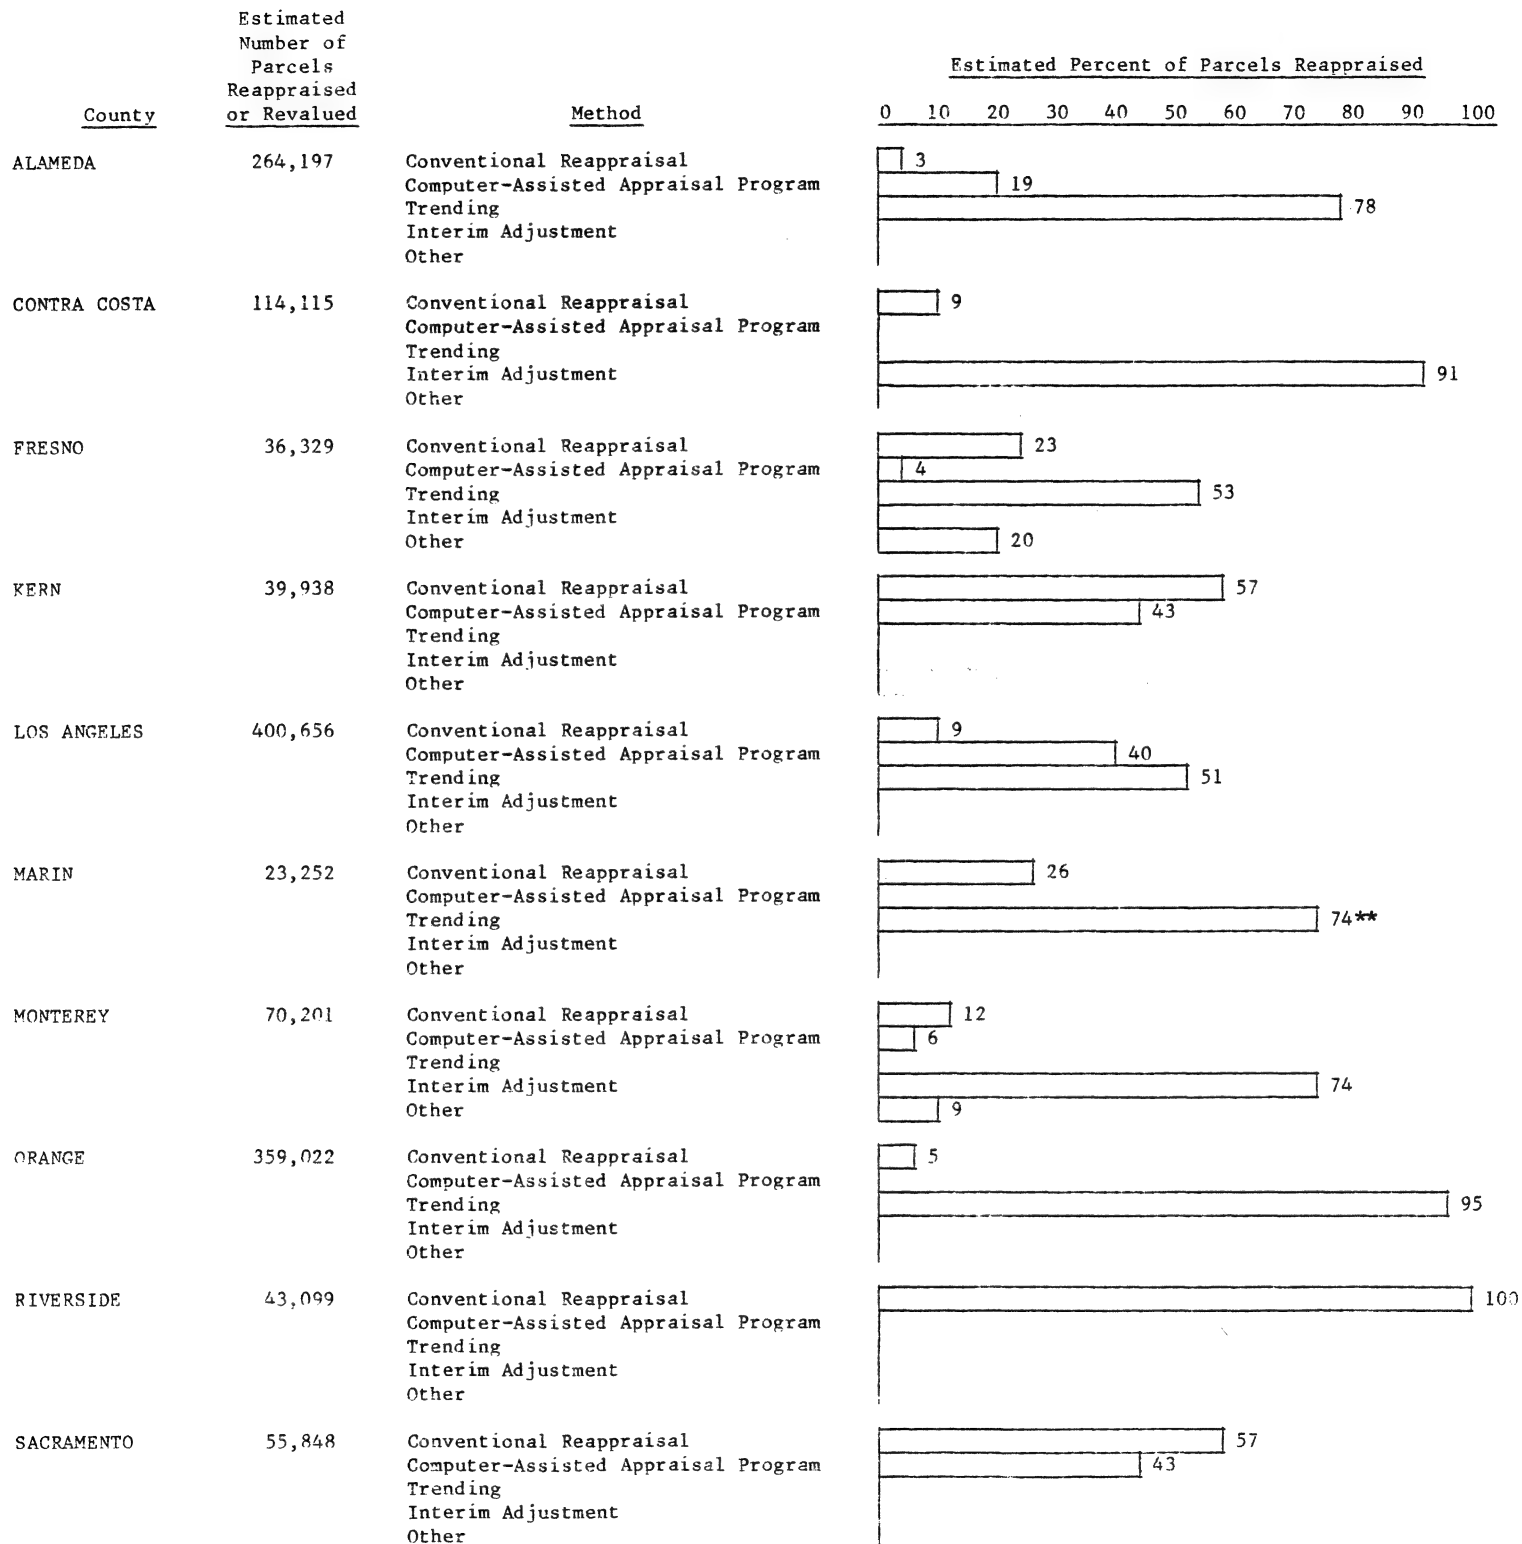 Estimated
Number of
Parcels
Reappraised
or Revalued
Estimated Percent of Parcels Reappraised
County Method
0 10 20 30 40 50 60 70 80 90 100
ALAMEDA 264,197 Conventional Reappraisal 3
Computer-Assisted Appraisal Program 19
Trending 78
Interim Adjustment
Other
CONTRA COSTA 114,115 Conventional Reappraisal 9
Computer-Assisted Appraisal Program
Trending
Interim Adjustment 91
Other
FRESNO 36,329 Conventional Reappraisal 23
Computer-Assisted Appraisal Program 4
Trending 53
Interim Adjustment
Other 20
KERN 39,938 Conventional Reappraisal 57
Computer-Assisted Appraisal Program 43
Trending
Interim Adjustment
Other
LOS ANGELES 400,656 Conventional Reappraisal 9
Computer-Assisted Appraisal Program 40
Trending 51
Interim Adjustment
Other
MARIN 23,252 Conventional Reappraisal 26
Computer-Assisted Appraisal Program
Trending 74**
Interim Adjustment
Other
MONTEREY 70,201 Conventional Reappraisal 12
Computer-Assisted Appraisal Program 6
Trending
Interim Adjustment 74
Other 9
ORANGE 359,022 Conventional Reappraisal 5
Computer-Assisted Appraisal Program
Trending 95
Interim Adjustment
Other
RIVERSIDE 43,099 Conventional Reappraisal 100
Computer-Assisted Appraisal Program
Trending
Interim Adjustment
Other
SACRAMENTO 55,848 Conventional Reappraisal 57
Computer-Assisted Appraisal Program 43
Trending
Interim Adjustment
Other